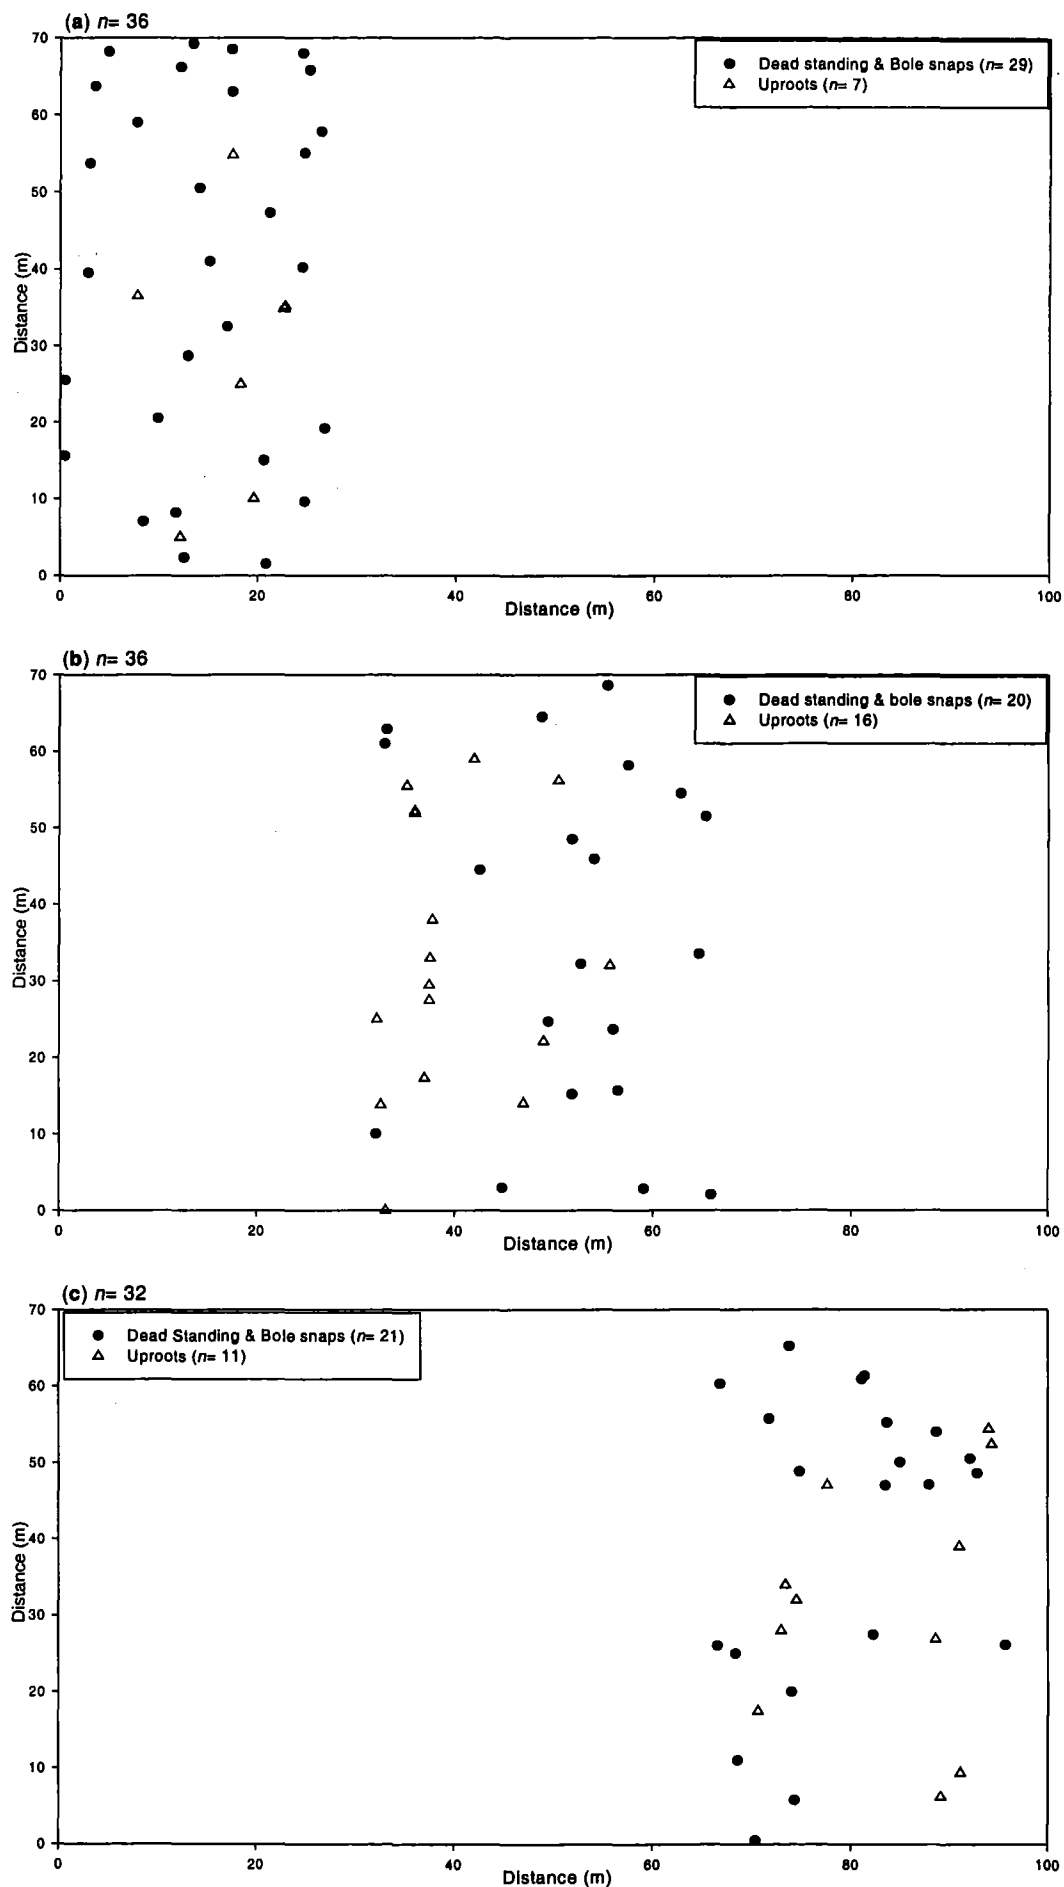 (a) n= 36
70
60
50
40
30
20
10
0
Distance (m)
Dead standing & Bole snaps (n= 29)
Uproots (n= 7)
0 20 40 60 80 100
Distance (m)
(b) n= 36
70
60
50
40
30
20
10
0
Distance (m)
Dead standing & bole snaps (n= 20)
Uproots (n= 16)
0 20 40 60 80 100
Distance (m)
(c) n= 32
70
60
50
40
30
20
10
0
Distance (m)
Dead Standing & Bole snaps (n= 21)
Uproots (n= 11)
0 20 40 60 80 100
Distance (m)